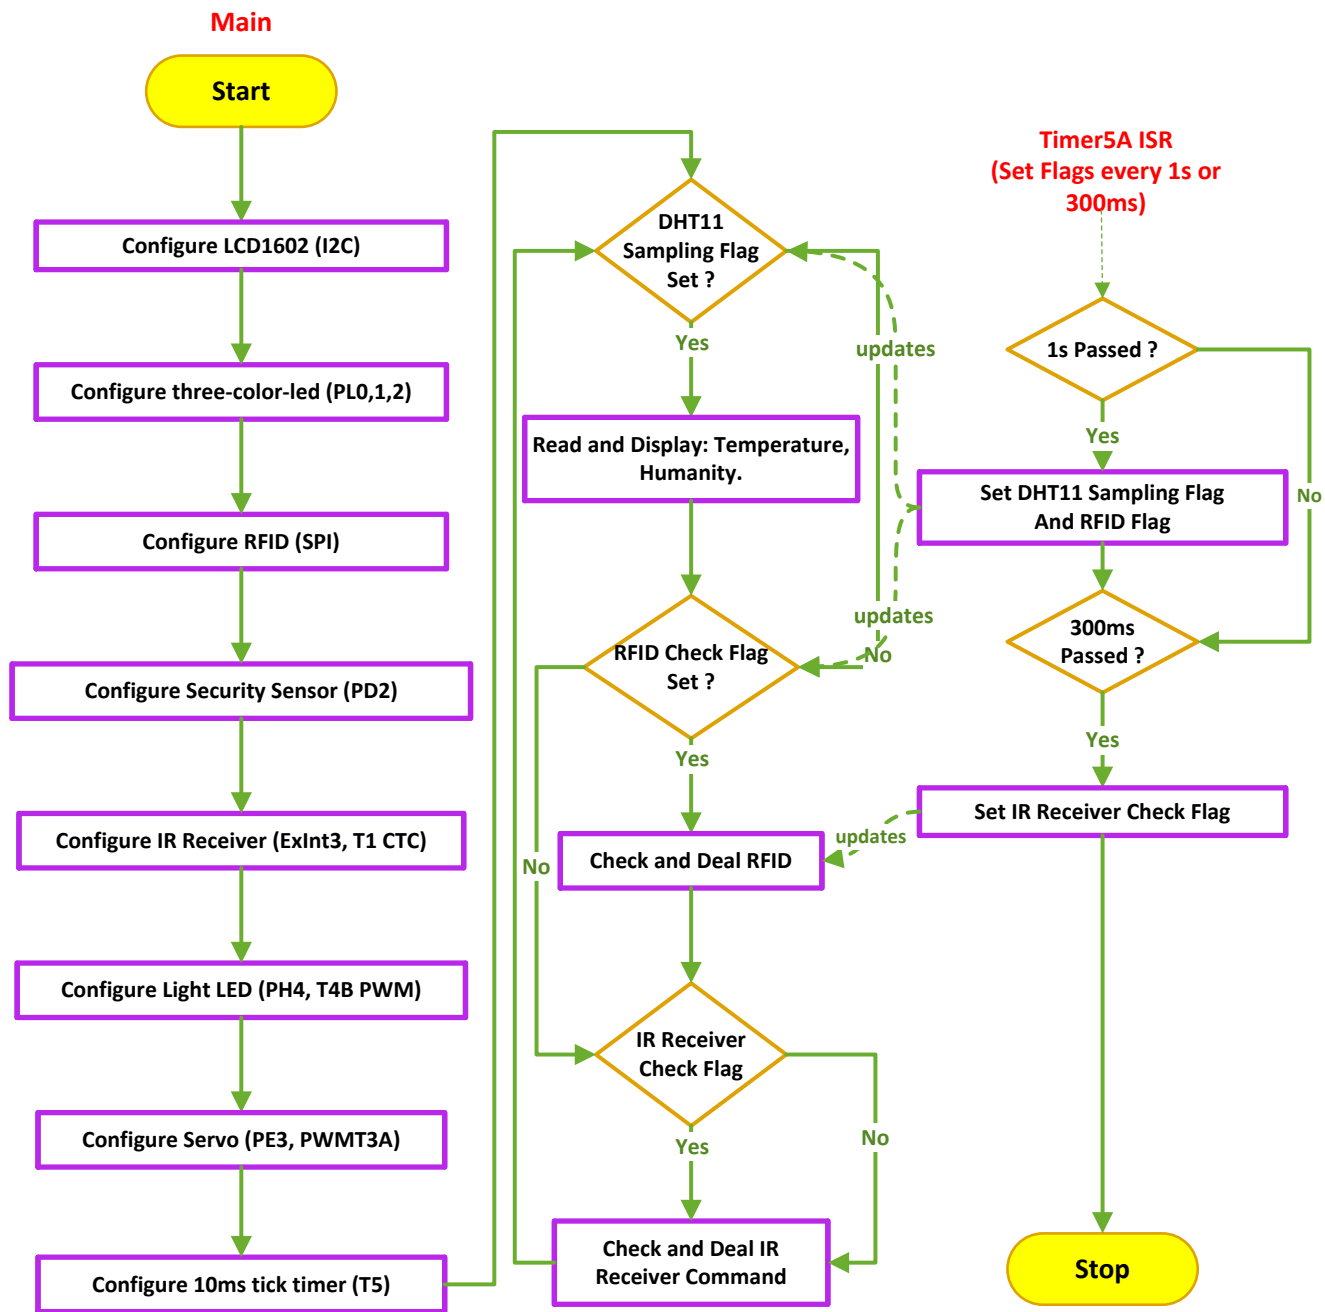 Main
Start
Configure LCD1602 (I2C)
Configure three-color-led (PL0,1,2)
Configure RFID (SPI)
Configure Security Sensor (PD2)
Configure IR Receiver (ExInt3, T1 CTC)
Configure Light LED (PH4, T4B PWM)
Configure Servo (PE3, PWMT3A)
Configure 10ms tick timer (T5)
DHT11
Sampling Flag
Set ?
Yes
updates
Read and Display: Temperature,
Humanity.
updates
No
RFID Check Flag
Set ?
Yes
No
Check and Deal RFID
updates
IR Receiver
Check Flag
Yes
No
Check and Deal IR
Receiver Command
Timer5A ISR
(Set Flags every 1s or
300ms)
1s Passed ?
Yes
No
Set DHT11 Sampling Flag
And RFID Flag
300ms
Passed ?
Yes
Set IR Receiver Check Flag
Stop